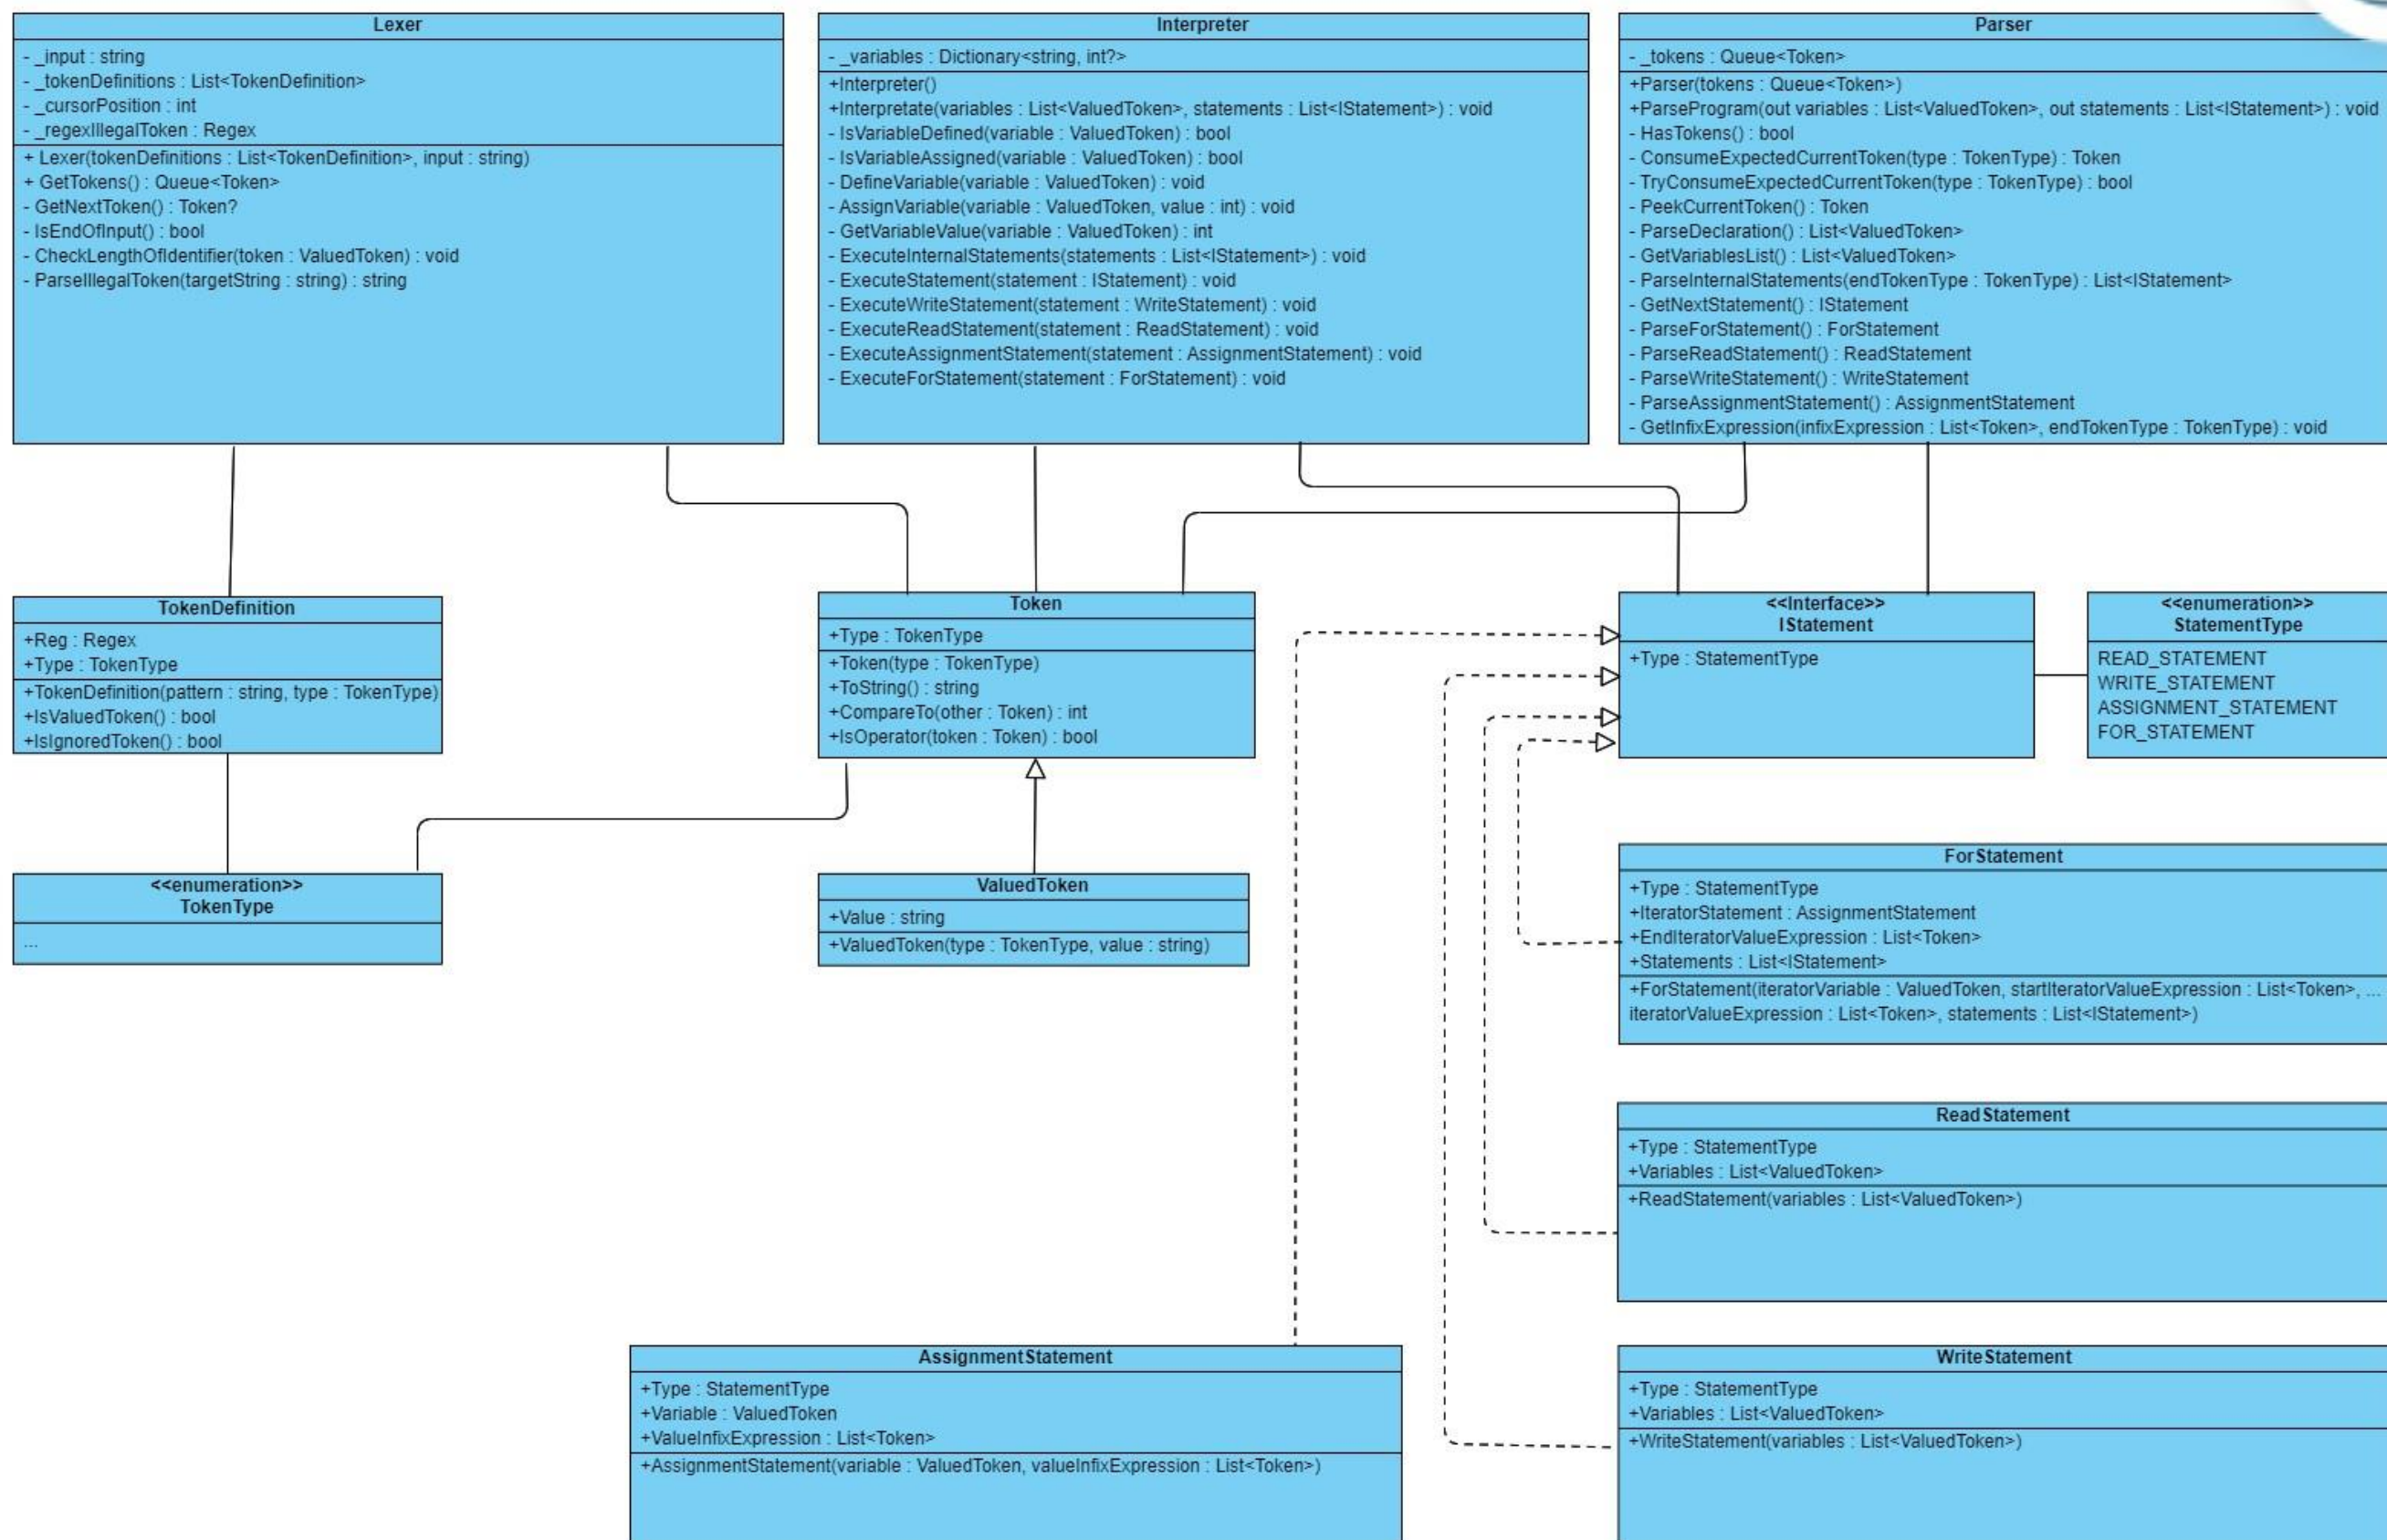 Lexer
- _input : string
- _tokenDefinitions : List<TokenDefinition>
- _cursorPosition : int
- _regexIllegalToken : Regex
+ Lexer(tokenDefinitions : List<TokenDefinition>, input : string)
+ GetTokens() : Queue<Token>
- GetNextToken() : Token?
- IsEndOfInput() : bool
- CheckLengthOfIdentifier(token : ValuedToken) : void
- ParseIllegalToken(targetString : string) : string
Interpreter
- _variables : Dictionary<string, int?>
+Interpreter()
+Interpretate(variables : List<ValuedToken>, statements : List<IStatement>) : void
- IsVariableDefined(variable : ValuedToken) : bool
- IsVariableAssigned(variable : ValuedToken) : bool
- DefineVariable(variable : ValuedToken) : void
- AssignVariable(variable : ValuedToken, value : int) : void
- GetVariableValue(variable : ValuedToken) : int
- ExecuteInternalStatements(statements : List<IStatement>) : void
- ExecuteStatement(statement : IStatement) : void
- ExecuteWriteStatement(statement : WriteStatement) : void
- ExecuteReadStatement(statement : ReadStatement) : void
- ExecuteAssignmentStatement(statement : AssignmentStatement) : void
- ExecuteForStatement(statement : ForStatement) : void
Parser
- _tokens : Queue<Token>
+Parser(tokens : Queue<Token>)
+ParseProgram(out variables : List<ValuedToken>, out statements : List<IStatement>) : void
- HasTokens() : bool
- ConsumeExpectedCurrentToken(type : TokenType) : Token
- TryConsumeExpectedCurrentToken(type : TokenType) : bool
- PeekCurrentToken() : Token
- ParseDeclaration() : List<ValuedToken>
- GetVariablesList() : List<ValuedToken>
- ParseInternalStatements(endTokenType : TokenType) : List<IStatement>
- GetNextStatement() : IStatement
- ParseForStatement() : ForStatement
- ParseReadStatement() : ReadStatement
- ParseWriteStatement() : WriteStatement
- ParseAssignmentStatement() : AssignmentStatement
- GetInfixExpression(infixExpression : List<Token>, endTokenType : TokenType) : void
TokenDefinition
+Reg : Regex
+Type : TokenType
+TokenDefinition(pattern : string, type : TokenType)
+IsValuedToken() : bool
+IsIgnoredToken() : bool
Token
+Type : TokenType
+Token(type : TokenType)
+ToString() : string
+CompareTo(other : Token) : int
+IsOperator(token : Token) : bool
<<Interface>>
IStatement
+Type : StatementType
<<enumeration>>
StatementType
READ_STATEMENT
WRITE_STATEMENT
ASSIGNMENT_STATEMENT
FOR_STATEMENT
<<enumeration>>
TokenType
...
ValuedToken
+Value : string
+ValuedToken(type : TokenType, value : string)
ForStatement
+Type : StatementType
+IteratorStatement : AssignmentStatement
+EndIteratorValueExpression : List<Token>
+Statements : List<IStatement>
+ForStatement(iteratorVariable : ValuedToken, startIteratorValueExpression : List<Token>, ...
iteratorValueExpression : List<Token>, statements : List<IStatement>)
ReadStatement
+Type : StatementType
+Variables : List<ValuedToken>
+ReadStatement(variables : List<ValuedToken>)
AssignmentStatement
+Type : StatementType
+Variable : ValuedToken
+ValueInfixExpression : List<Token>
+AssignmentStatement(variable : ValuedToken, valueInfixExpression : List<Token>)
WriteStatement
+Type : StatementType
+Variables : List<ValuedToken>
+WriteStatement(variables : List<ValuedToken>)